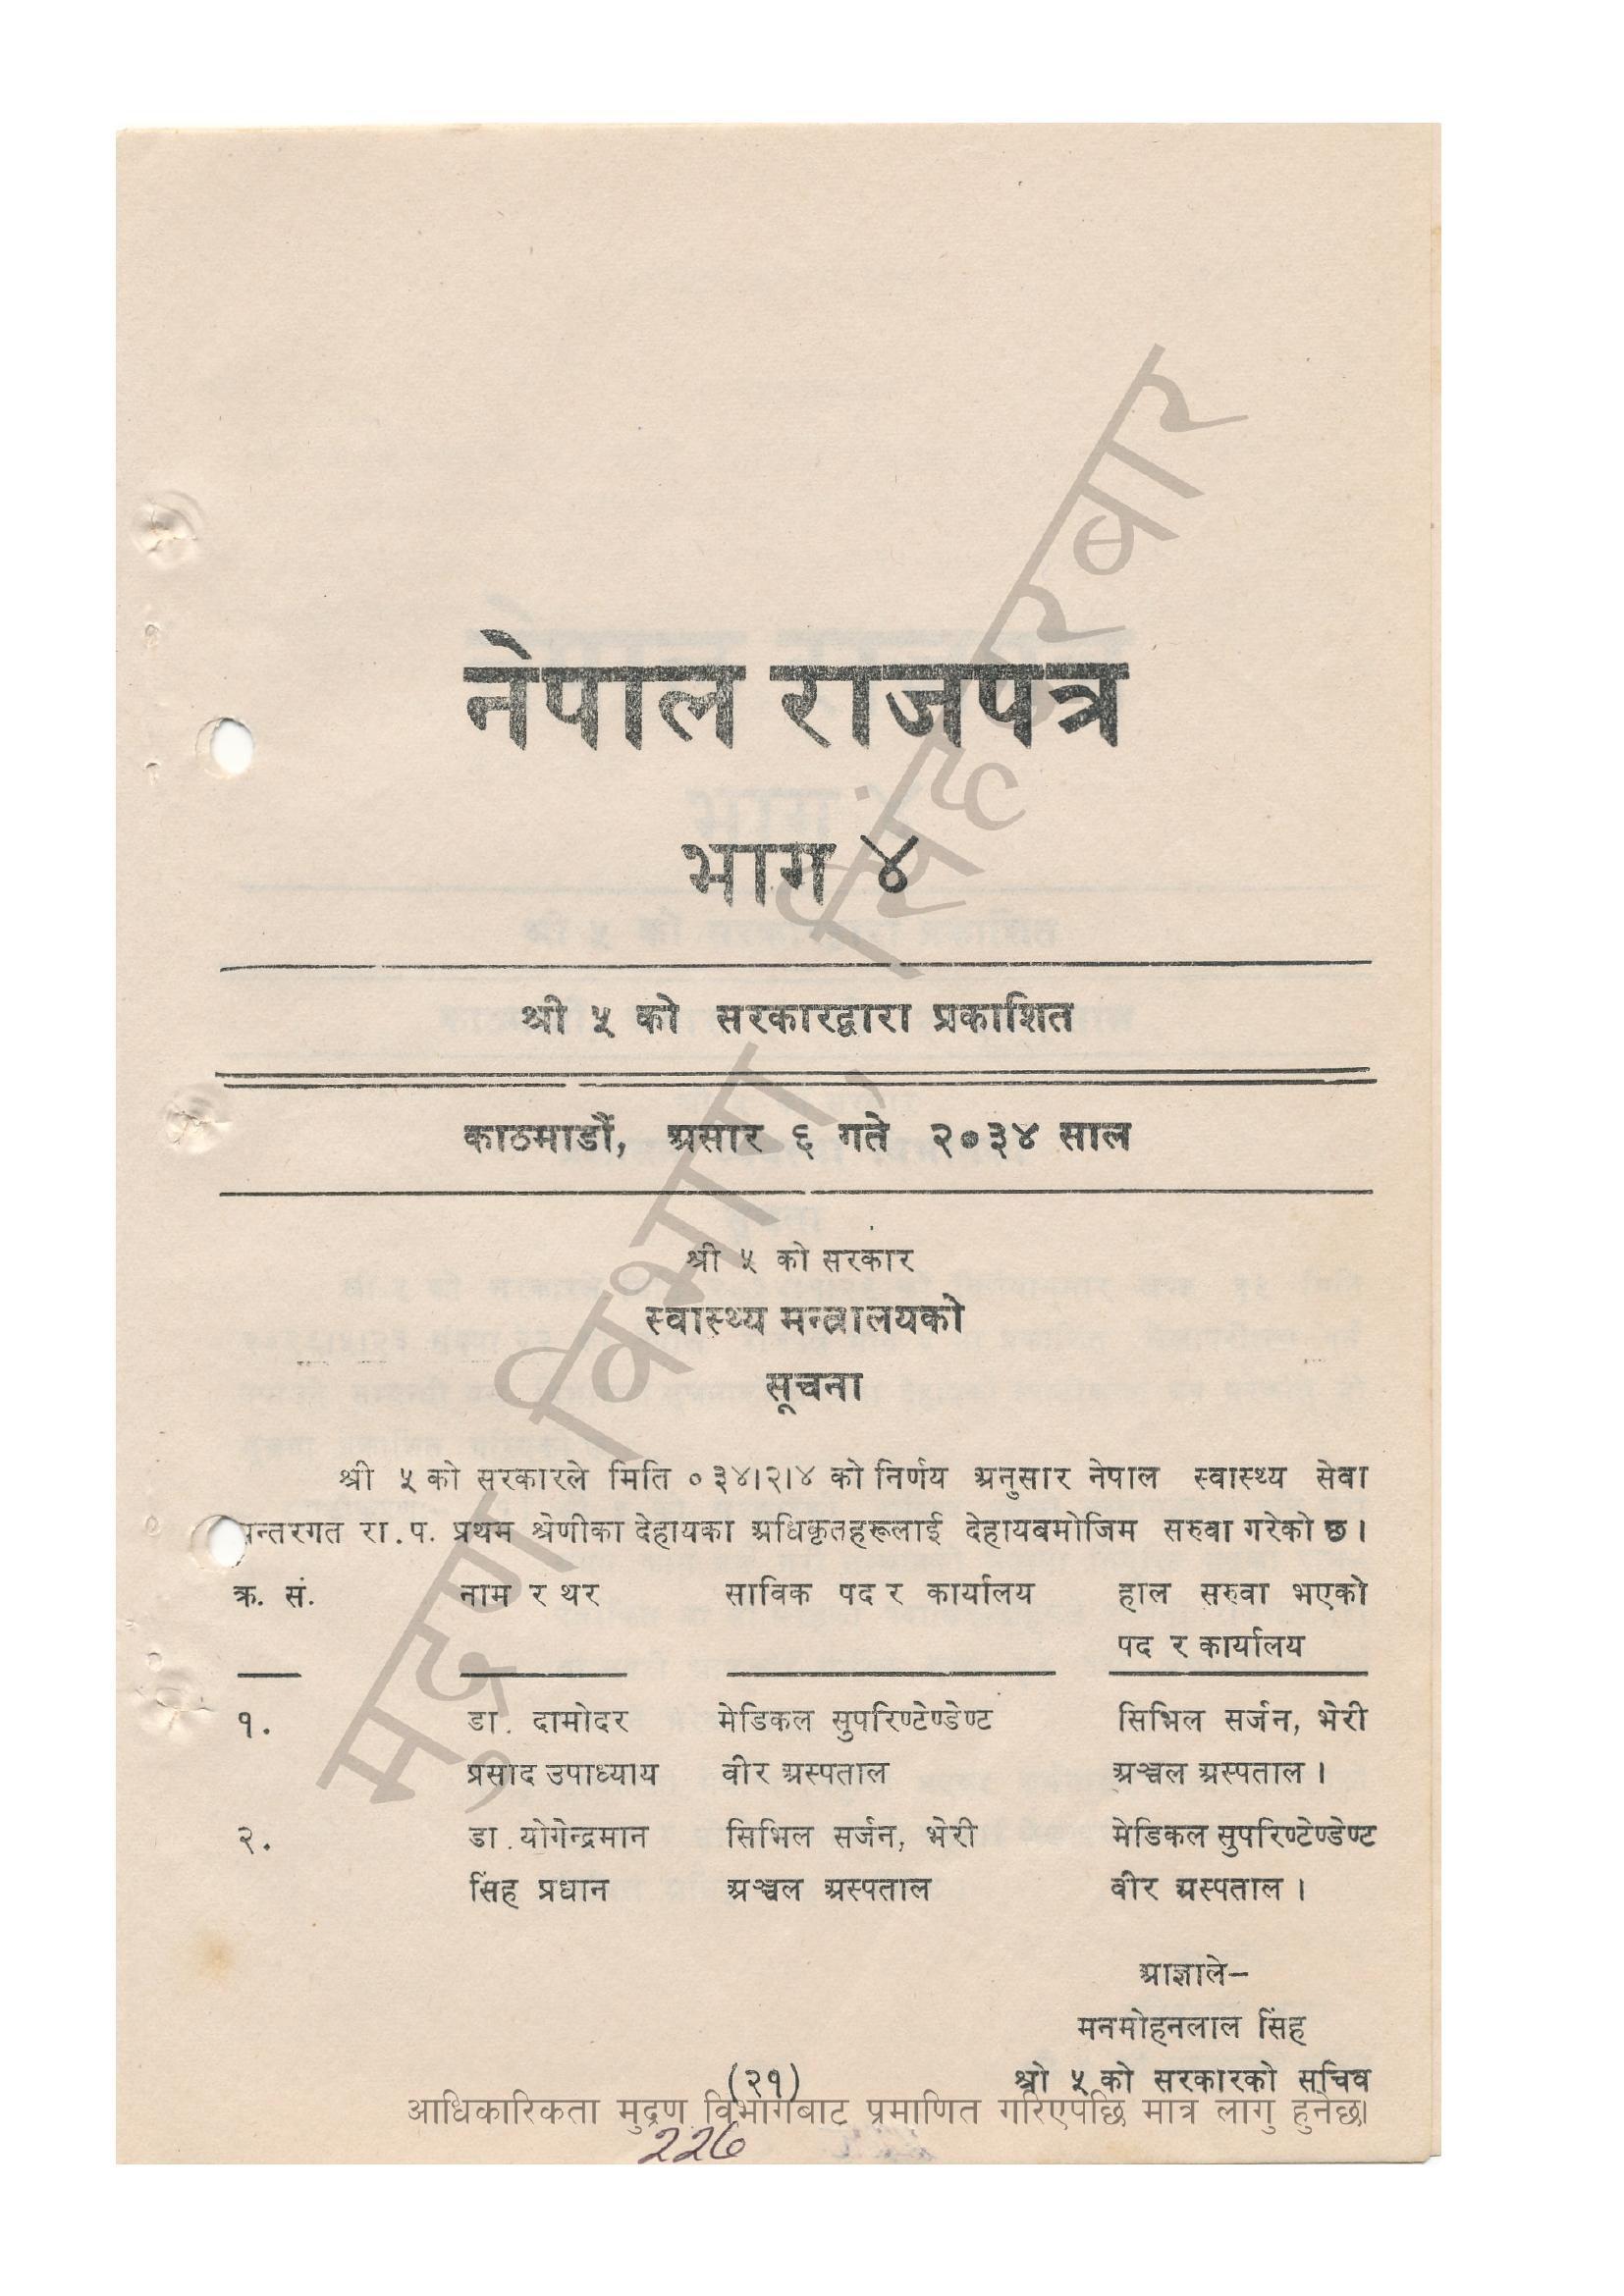 नेपाल राजपत्र
भाग ४
श्री ५ को सरकारद्वारा प्रकाशित
काठमाडौं, असार ६ गते २०३४ साल
श्री ५ को सरकार
स्वास्थ्य मन्त्रालयको
सूचना
श्री ५ को सरकारले मिति ०३४।२।४ को निर्णय अनुसार नेपाल स्वास्थ्य सेवा
अन्तरगत रा.प. प्रथम श्रेणीका देहायका अधिकृतहरूलाई देहायबमोजिम सरुवा गरेको छ।
क्र. सं. नाम र थर साविक पद र कार्यालय हाल सरुवा भएको
पद र कार्यालय
१. डा. दामोदर मेडिकल सुपरिण्टेण्डेण्ट सिभिल सर्जन, भेरी
प्रसाद उपाध्याय वीर अस्पताल अञ्चल अस्पताल ।
२. डा. योगेन्द्रमान सिभिल सर्जन, भेरी मेडिकल सुपरिण्टेण्डेण्ट
सिंह प्रधान अञ्चल अस्पताल वीर अस्पताल ।
आज्ञाले–
मनमोहनलाल सिंह
(२१) श्री ५ को सरकारको सचिव
आधिकारिकता मुद्रण विभागबाट प्रमाणित गरिएपछि मात्र लागु हुनेछ।
226
मुद्रण विभाग, सिंहदरबार